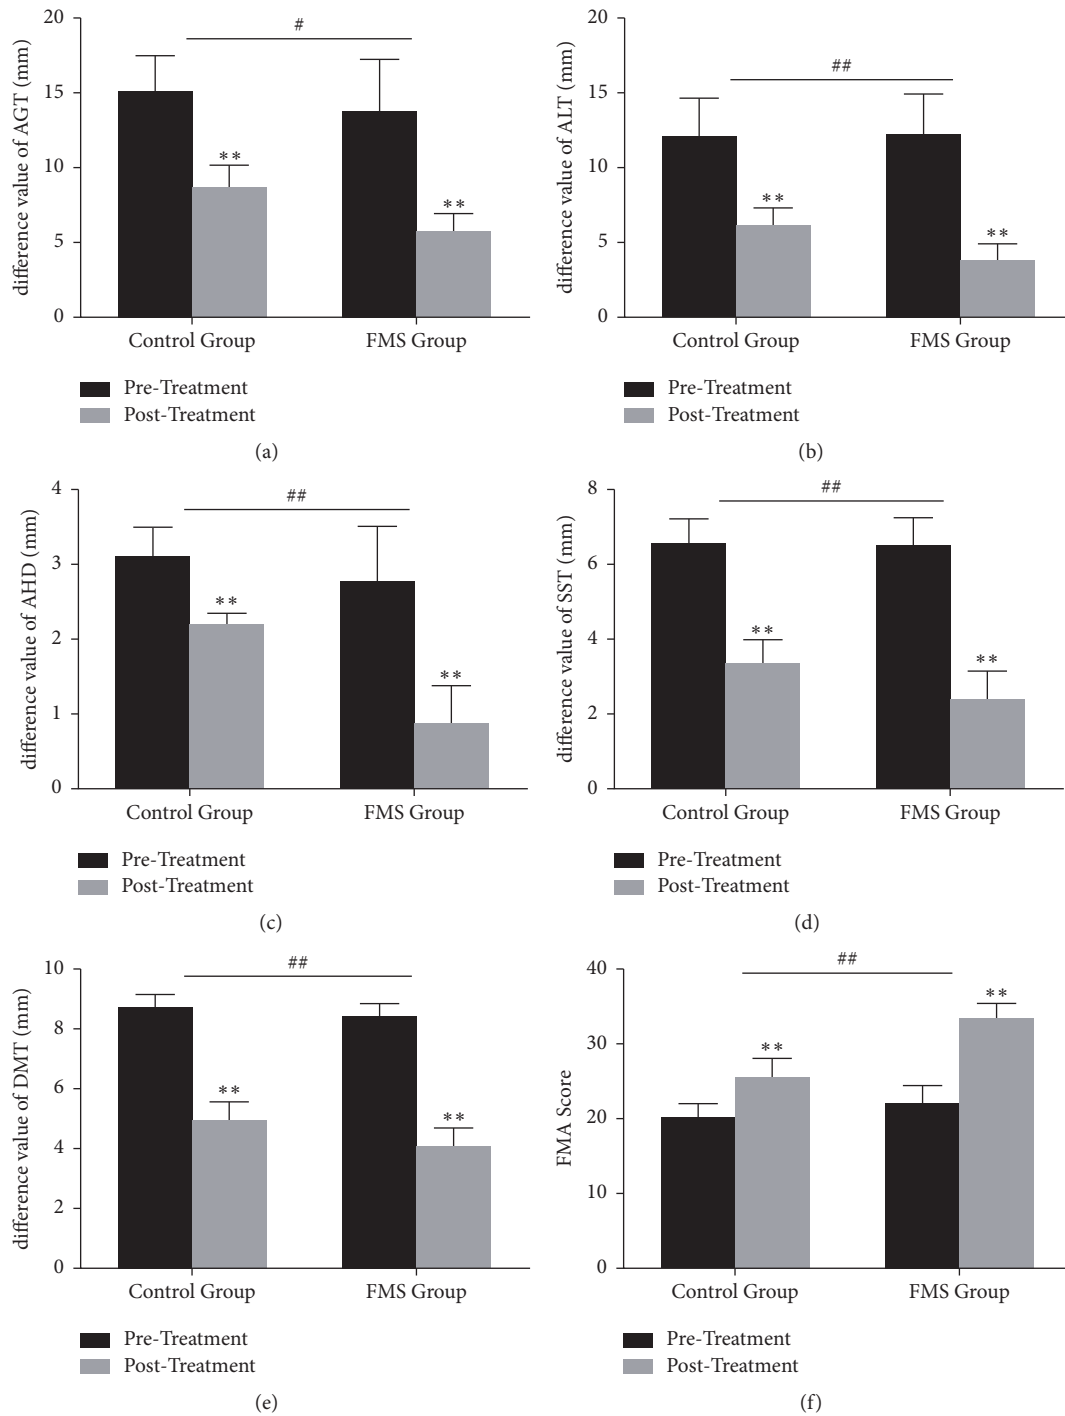 difference value of AGT (mm)
20
15
10
5
0
#
**
**
Control Group
FMS Group
Pre-Treatment
Post-Treatment
(a)
difference value of ALT (mm)
20
15
10
5
0
##
**
**
Control Group
FMS Group
Pre-Treatment
Post-Treatment
(b)
difference value of AHD (mm)
4
3
2
1
0
##
**
**
Control Group
FMS Group
Pre-Treatment
Post-Treatment
(c)
difference value of SST (mm)
8
6
4
2
0
##
**
**
Control Group
FMS Group
Pre-Treatment
Post-Treatment
(d)
difference value of DMT (mm)
10
8
6
4
2
0
##
**
**
Control Group
FMS Group
Pre-Treatment
Post-Treatment
(e)
FMA Score
40
30
20
10
0
##
**
**
Control Group
FMS Group
Pre-Treatment
Post-Treatment
(f)